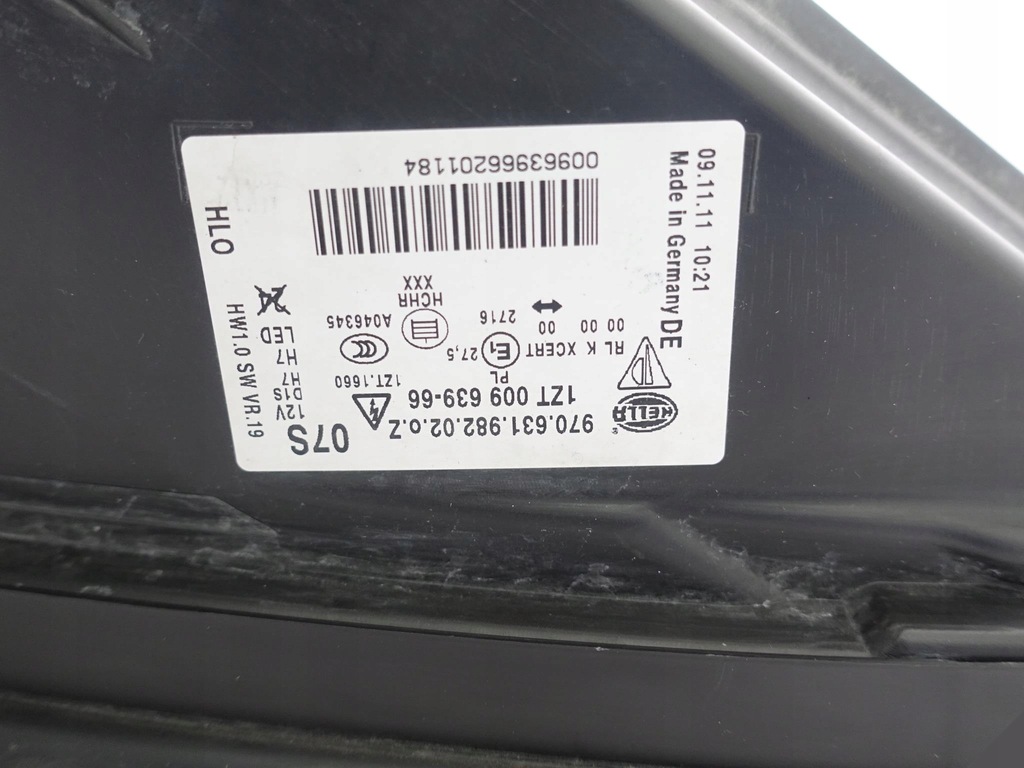 HELLA ®
970.631.982.02.o.Z
1ZT 009 639-66
07S
12V
D1S
H7
H7
LED
24
HW1.0 SW VR.19
HLO
1ZT.1660
PL
E1
27,5
2716
RL K XCERT
00 00 00
CCC
A046345
HCHR
XXX
DE
Made in Germany
09.11.11 10:21
00963966201184